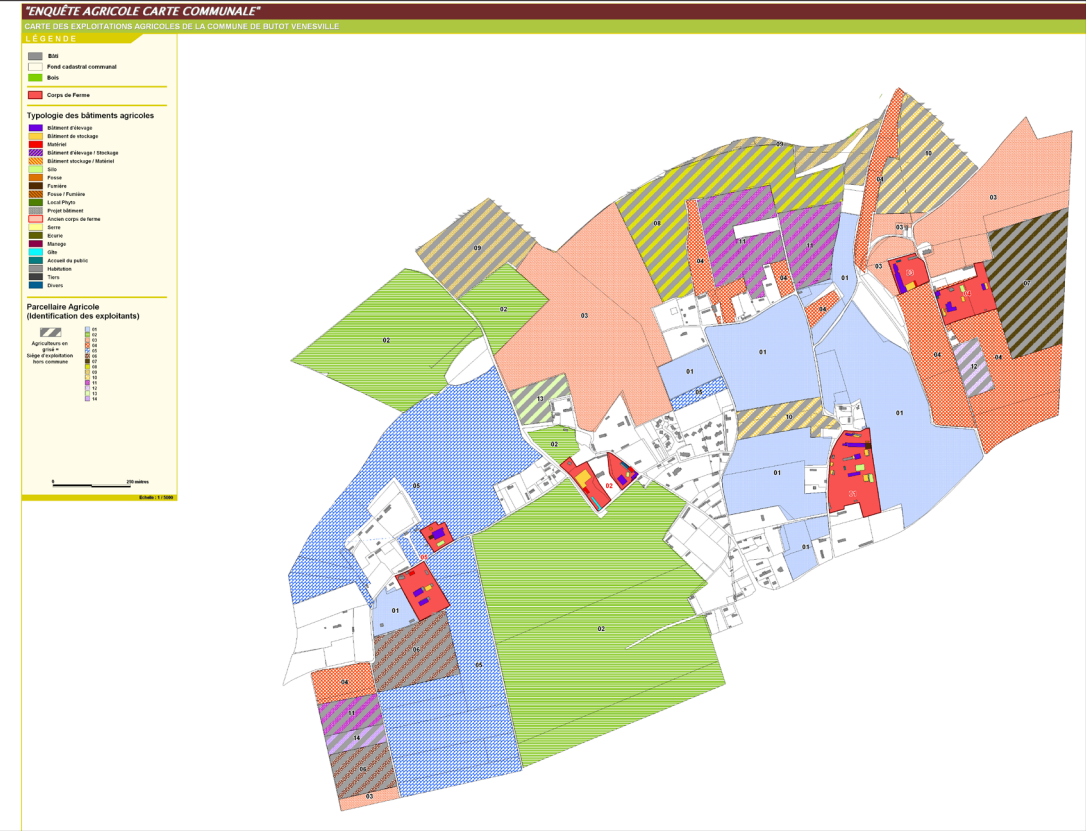 "ENQUÊTE AGRICOLE CARTE COMMUNALE"
CARTE DES EXPLOITATIONS AGRICOLES DE LA COMMUNE DE BUTOT VENESVILLE
LÉGENDE
Bâti
Fond cadastral communal
Bois
Corps de Ferme
Typologie des bâtiments agricoles
Bâtiment d'élevage
Bâtiment de stockage
Matériel
Bâtiment d'élevage / Stockage
Bâtiment stockage / Matériel
Silo
Fosse
Fumière
Fosse / Fumière
Local Phyto
Projet bâtiment
Ancien corps de ferme
Serre
Ecurie
Manege
Gîte
Accueil du public
Habitation
Tiers
Divers
Parcellaire Agricole
(Identification des exploitants)
Agriculteurs en
grisé =
Siège d'exploitation
hors commune
01
02
03
04
05
06
07
08
09
10
11
12
13
14
0
250 mètres
Echelle : 1 / 5000
09
10
04
03
08
03
09
11
11
04
04
01
03
04
07
02
02
03
04
01
04
04
12
01
05
13
10
01
02
01
02
05
01
01
02
06
05
04
11
14
06
03